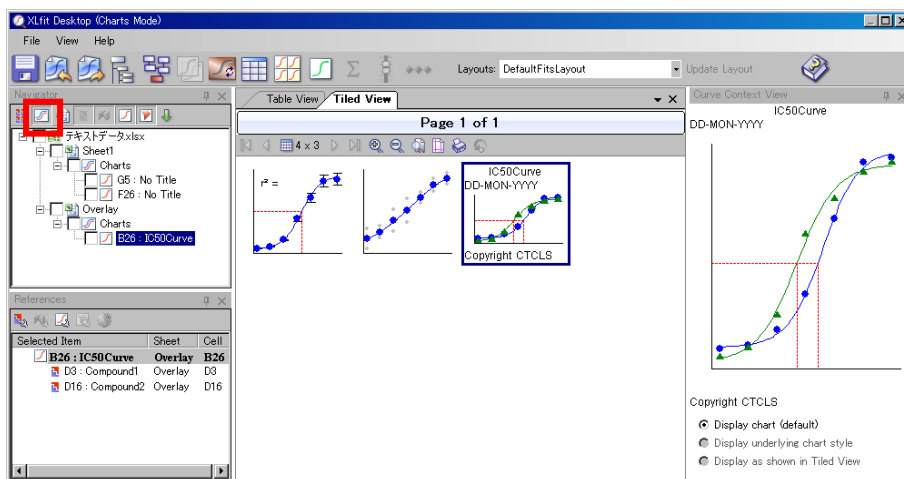 XLfit Desktop (Charts Mode)
File View Help
Layouts: DefaultFitsLayout Update Layout
Navigator
テキストデータ.xlsx
Sheet1
Charts
G5 : No Title
F26 : No Title
Overlay
Charts
B26 : IC50Curve
References
Selected Item Sheet Cell
B26 : IC50Curve Overlay B26
D3 : Compound1 Overlay D3
D16 : Compound2 Overlay D16
Table View Tiled View
Page 1 of 1
4 x 3
r² =
IC50Curve
DD-MON-YYYY
Copyright CTCLS
Curve Context View
IC50Curve
DD-MON-YYYY
Copyright CTCLS
Display chart (default)
Display underlying chart style
Display as shown in Tiled View